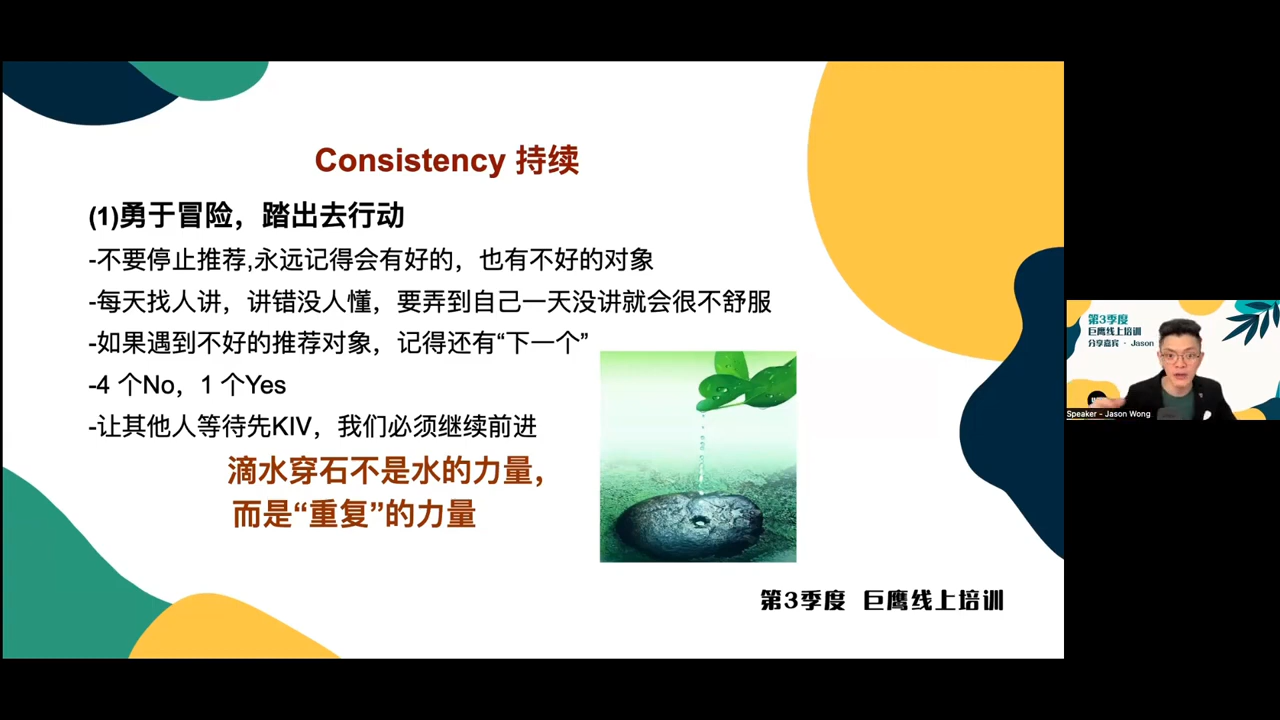 Consistency 持续
(1)勇于冒险，踏出去行动
-不要停止推荐,永远记得会有好的，也有不好的对象
-每天找人讲，讲错没人懂，要弄到自己一天没讲就会很不舒服
-如果遇到不好的推荐对象，记得还有“下一个”
-4 个No，1 个Yes
-让其他人等待先KIV，我们必须继续前进
滴水穿石不是水的力量，
而是“重复”的力量
第3季度 巨鹰线上培训
第3季度
巨鹰线上培训
分享嘉宾 · Jason
Speaker - Jason Wong